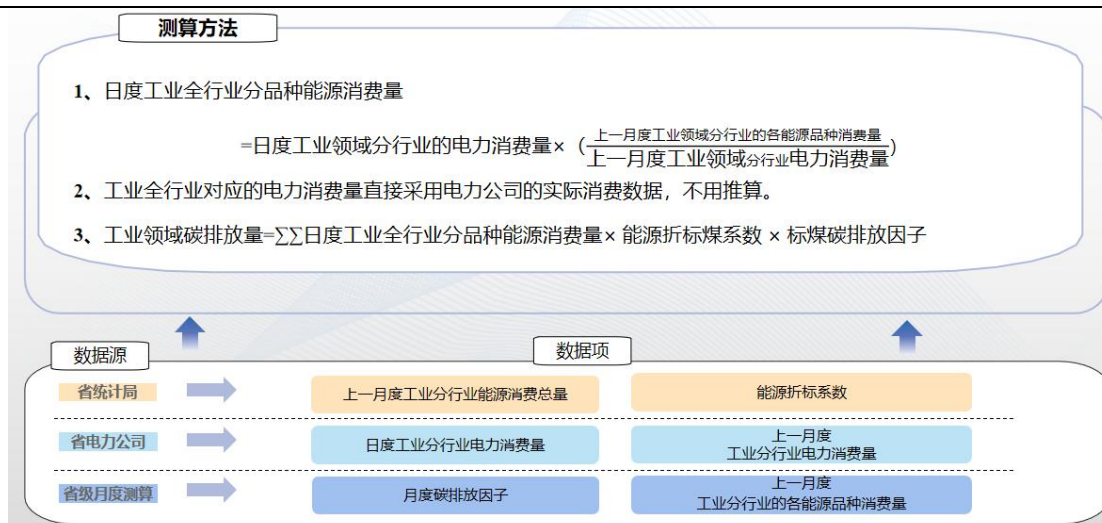 测算方法
1、日度工业全行业分品种能源消费量
=日度工业领域分行业的电力消费量×（上一月度工业领域分行业的各能源品种消费量/上一月度工业领域分行业电力消费量）
2、工业全行业对应的电力消费量直接采用电力公司的实际消费数据，不用推算。
3、工业领域碳排放量=∑∑日度工业全行业分品种能源消费量× 能源折标煤系数 × 标煤碳排放因子
数据源
数据项
省统计局
上一月度工业分行业能源消费总量
能源折标系数
省电力公司
日度工业分行业电力消费量
上一月度
工业分行业电力消费量
省级月度测算
月度碳排放因子
上一月度
工业分行业的各能源品种消费量